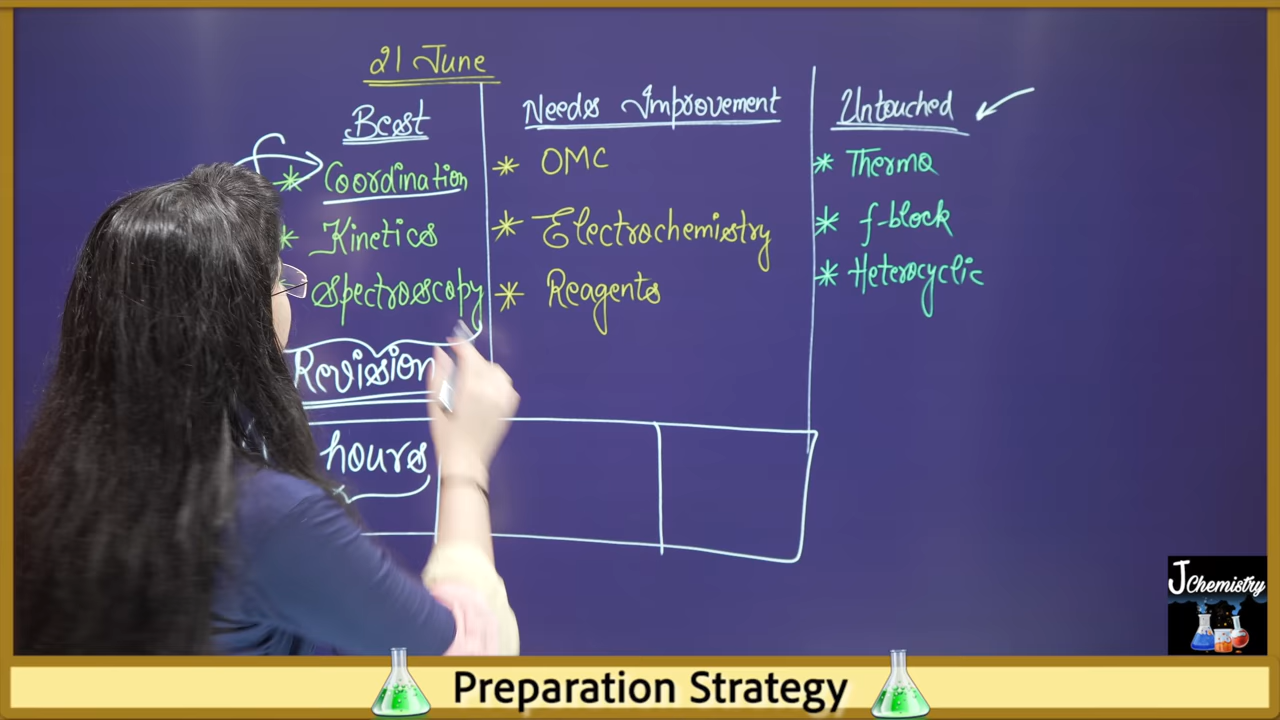 21 June
Best
* Coordination
* Kinetics
Spectroscopy
Revision
hours
Needs Improvement
* OMC
* Electrochemistry
* Reagents
Untouched
* Thermo
* f-block
* Heterocyclic
J Chemistry
Preparation Strategy